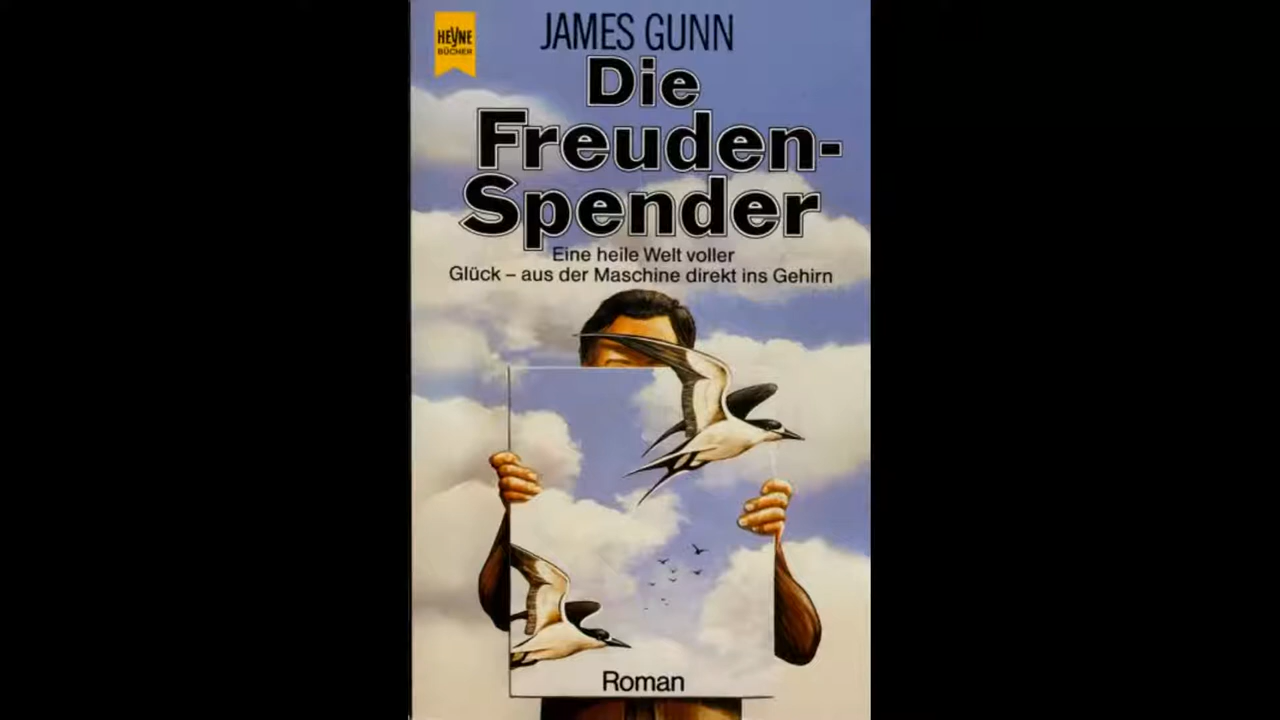 HEYNE
BÜCHER
JAMES GUNN
Die
Freuden-
Spender
Eine heile Welt voller
Glück – aus der Maschine direkt ins Gehirn
Roman